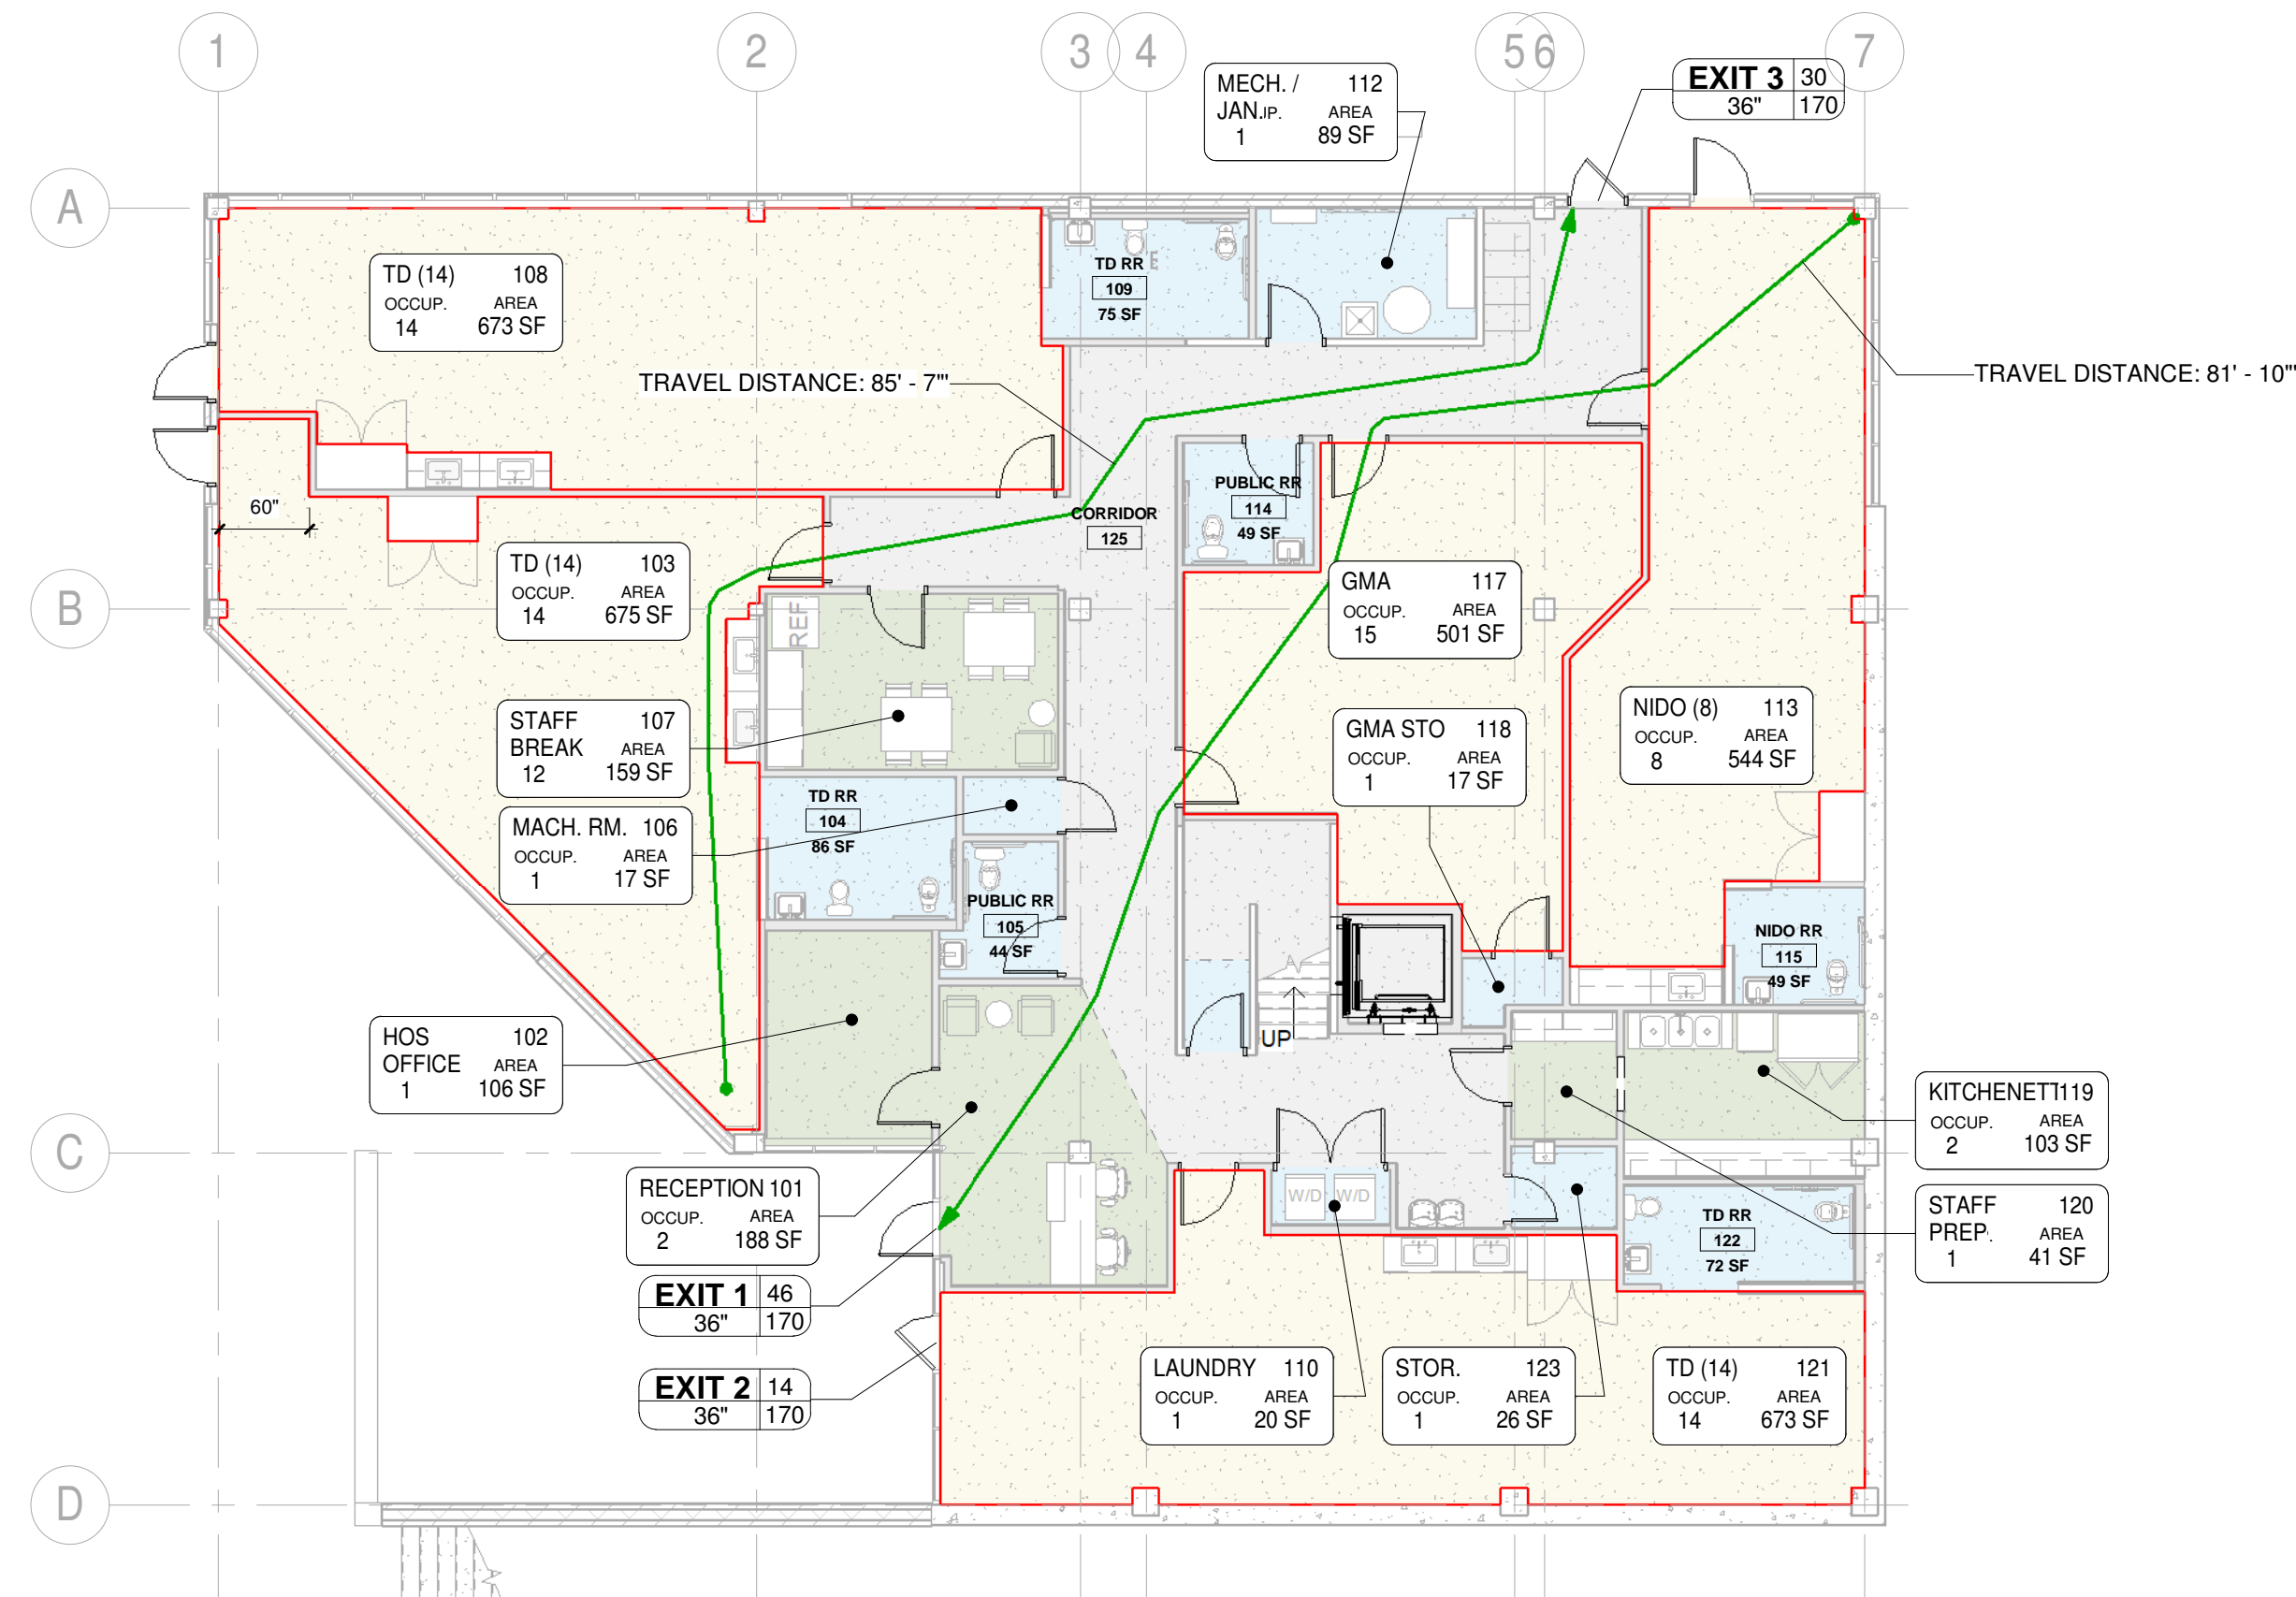 1
2
3
4
5
6
7
MECH. / 112
JAN. P. AREA
1 89 SF
EXIT 3 30
36" 170
A
TD (14) 108
OCCUP. AREA
14 673 SF
TD RR
109
75 SF
E
TRAVEL DISTANCE: 85' - 7"'
TRAVEL DISTANCE: 81' - 10"'
60"
PUBLIC RR
114
49 SF
CORRIDOR
125
TD (14) 103
OCCUP. AREA
14 675 SF
GMA 117
OCCUP. AREA
15 501 SF
B
REF
STAFF 107
BREAK AREA
12 159 SF
GMA STO 118
OCCUP. AREA
1 17 SF
NIDO (8) 113
OCCUP. AREA
8 544 SF
TD RR
104
86 SF
MACH. RM. 106
OCCUP. AREA
1 17 SF
PUBLIC RR
105
44 SF
NIDO RR
115
49 SF
HOS 102
OFFICE AREA
1 106 SF
UP
KITCHENETT119
OCCUP. AREA
2 103 SF
C
RECEPTION 101
OCCUP. AREA
2 188 SF
W/D W/D
STAFF 120
PREP. AREA
1 41 SF
TD RR
122
72 SF
EXIT 1 46
36" 170
EXIT 2 14
36" 170
LAUNDRY 110
OCCUP. AREA
1 20 SF
STOR. 123
OCCUP. AREA
1 26 SF
TD (14) 121
OCCUP. AREA
14 673 SF
D